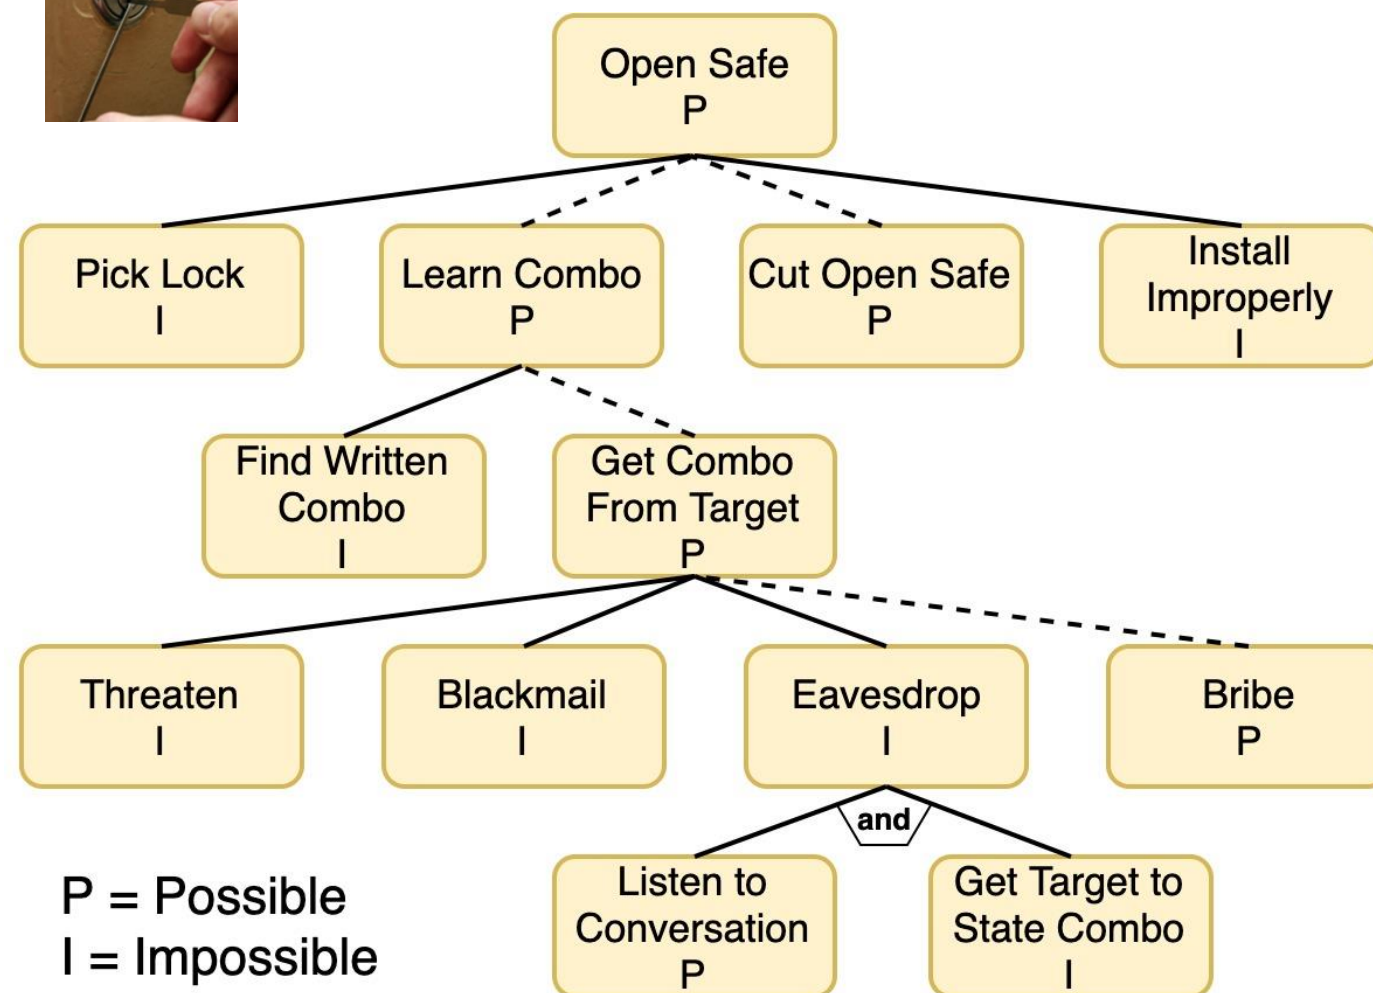 Open Safe
P
Pick Lock
I
Learn Combo
P
Cut Open Safe
P
Install
Improperly
I
Find Written
Combo
I
Get Combo
From Target
P
Threaten
I
Blackmail
I
Eavesdrop
I
Bribe
P
and
Listen to
Conversation
P
Get Target to
State Combo
I
P = Possible
I = Impossible